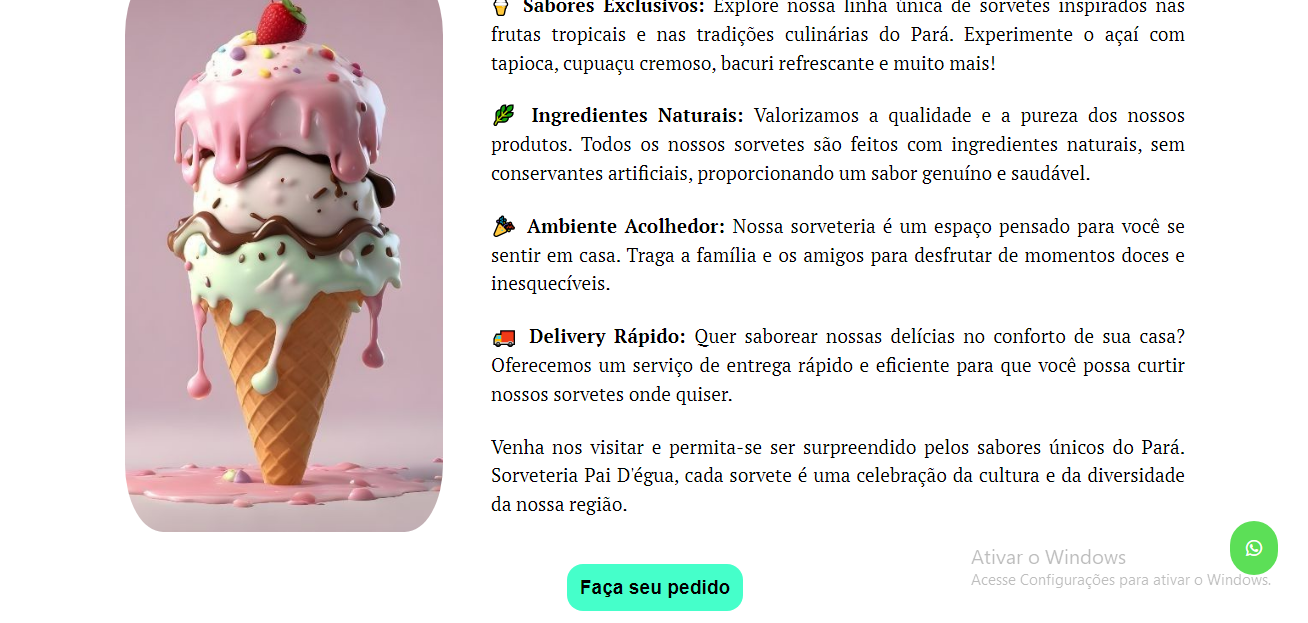 Sabores Exclusivos: Explore nossa linha única de sorvetes inspirados nas
frutas tropicais e nas tradições culinárias do Pará. Experimente o açaí com
tapioca, cupuaçu cremoso, bacuri refrescante e muito mais!
Ingredientes Naturais: Valorizamos a qualidade e a pureza dos nossos
produtos. Todos os nossos sorvetes são feitos com ingredientes naturais, sem
conservantes artificiais, proporcionando um sabor genuíno e saudável.
Ambiente Acolhedor: Nossa sorveteria é um espaço pensado para você se
sentir em casa. Traga a família e os amigos para desfrutar de momentos doces e
inesquecíveis.
Delivery Rápido: Quer saborear nossas delícias no conforto de sua casa?
Oferecemos um serviço de entrega rápido e eficiente para que você possa curtir
nossos sorvetes onde quiser.
Venha nos visitar e permita-se ser surpreendido pelos sabores únicos do Pará.
Sorveteria Pai D'égua, cada sorvete é uma celebração da cultura e da diversidade
da nossa região.
Ativar o Windows
Acesse Configurações para ativar o Windows.
Faça seu pedido